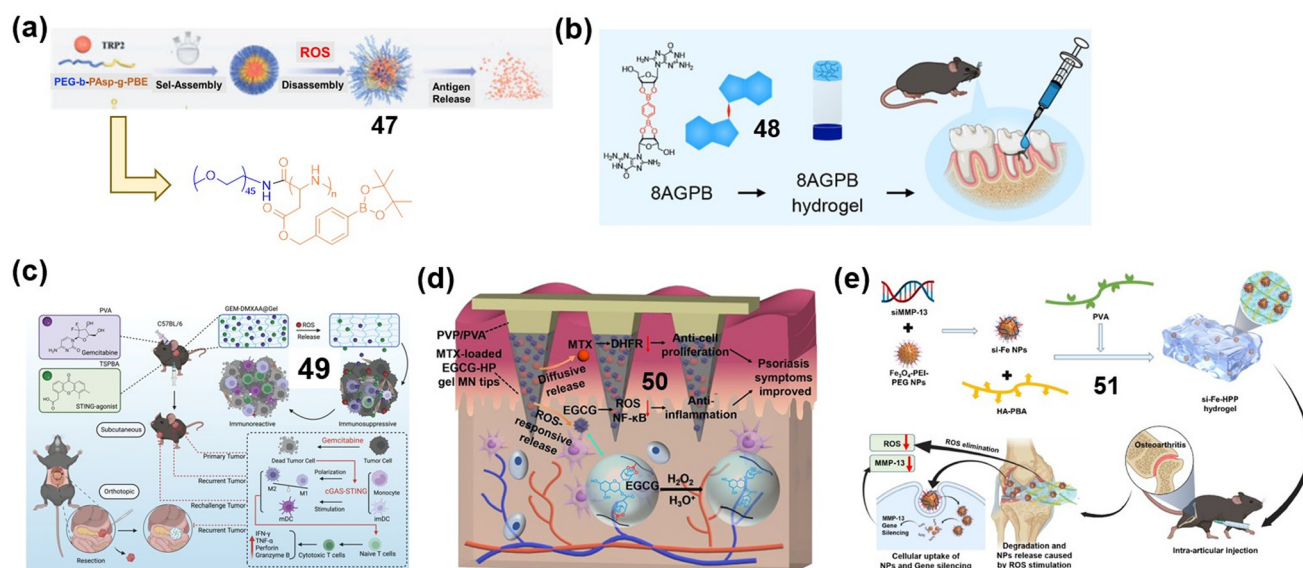 (a)
TRP2
PEG-b-PAsp-g-PBE
Sel-Assembly
ROS
Disassembly
47
Antigen
Release
O
45
N
H
O
H
N
n
O
O
B
O
O
(b)
48
8AGPB
8AGPB
hydrogel
(c)
PVA
Gemcitabine
TSPBA
STING-agonist
C57BL/6
GEM-DMXAA@Gel
ROS
Release
49
Immunoreactive
Immunosuppressive
Subcutaneous
Primary Tumor
Recurrent Tumor
Rechallenge Tumor
Orthotopic
Recurrent Tumor
Resection
Gemcitabine
Dead Tumor Cell
Tumor Cell
Polarization
M2
M1
cGAS-STING
Monocyte
Stimulation
mDC
imDC
IFN-γ
TNF-α
Perforin
Granzyme B
Cytotoxic T cells
Naive T cells
(d)
PVP/PVA
MTX-loaded
EGCG-HP
gel MN tips
MTX
DHFR
Anti-cell
proliferation
Diffusive
release
50
Psoriasis
symptoms
improved
EGCG
ROS
NF-κB
Anti-
inflammation
ROS-
responsive
release
EGCG
H2O2
H3O+
(e)
siMMP-13
+
Fe3O4-PEI-
PEG NPs
si-Fe NPs
+
HA-PBA
PVA
51
si-Fe-HPP
hydrogel
ROS
MMP-13
ROS elimination
Osteoarthritis
MMP-13
Gene
Silencing
Cellular uptake of
NPs and Gene silencing
Degradation and
NPs release caused
by ROS stimulation
Intra-articular injection